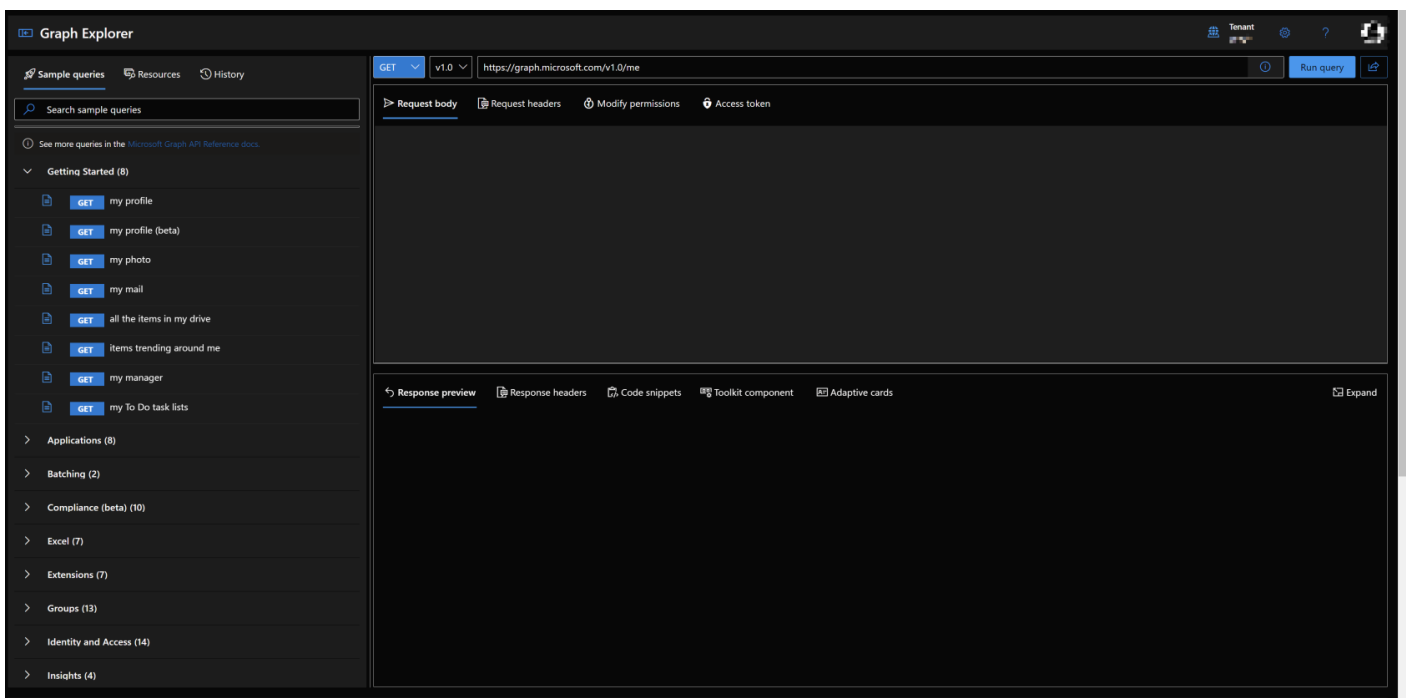 Graph Explorer
Tenant
?
Sample queries
Resources
History
GET
v1.0
https://graph.microsoft.com/v1.0/me
Run query
Search sample queries
Request body
Request headers
Modify permissions
Access token
See more queries in the Microsoft Graph API Reference docs.
Getting Started (8)
GET my profile
GET my profile (beta)
GET my photo
GET my mail
GET all the items in my drive
GET items trending around me
GET my manager
GET my To Do task lists
Applications (8)
Batching (2)
Compliance (beta) (10)
Excel (7)
Extensions (7)
Groups (13)
Identity and Access (14)
Insights (4)
Response preview
Response headers
Code snippets
Toolkit component
Adaptive cards
Expand